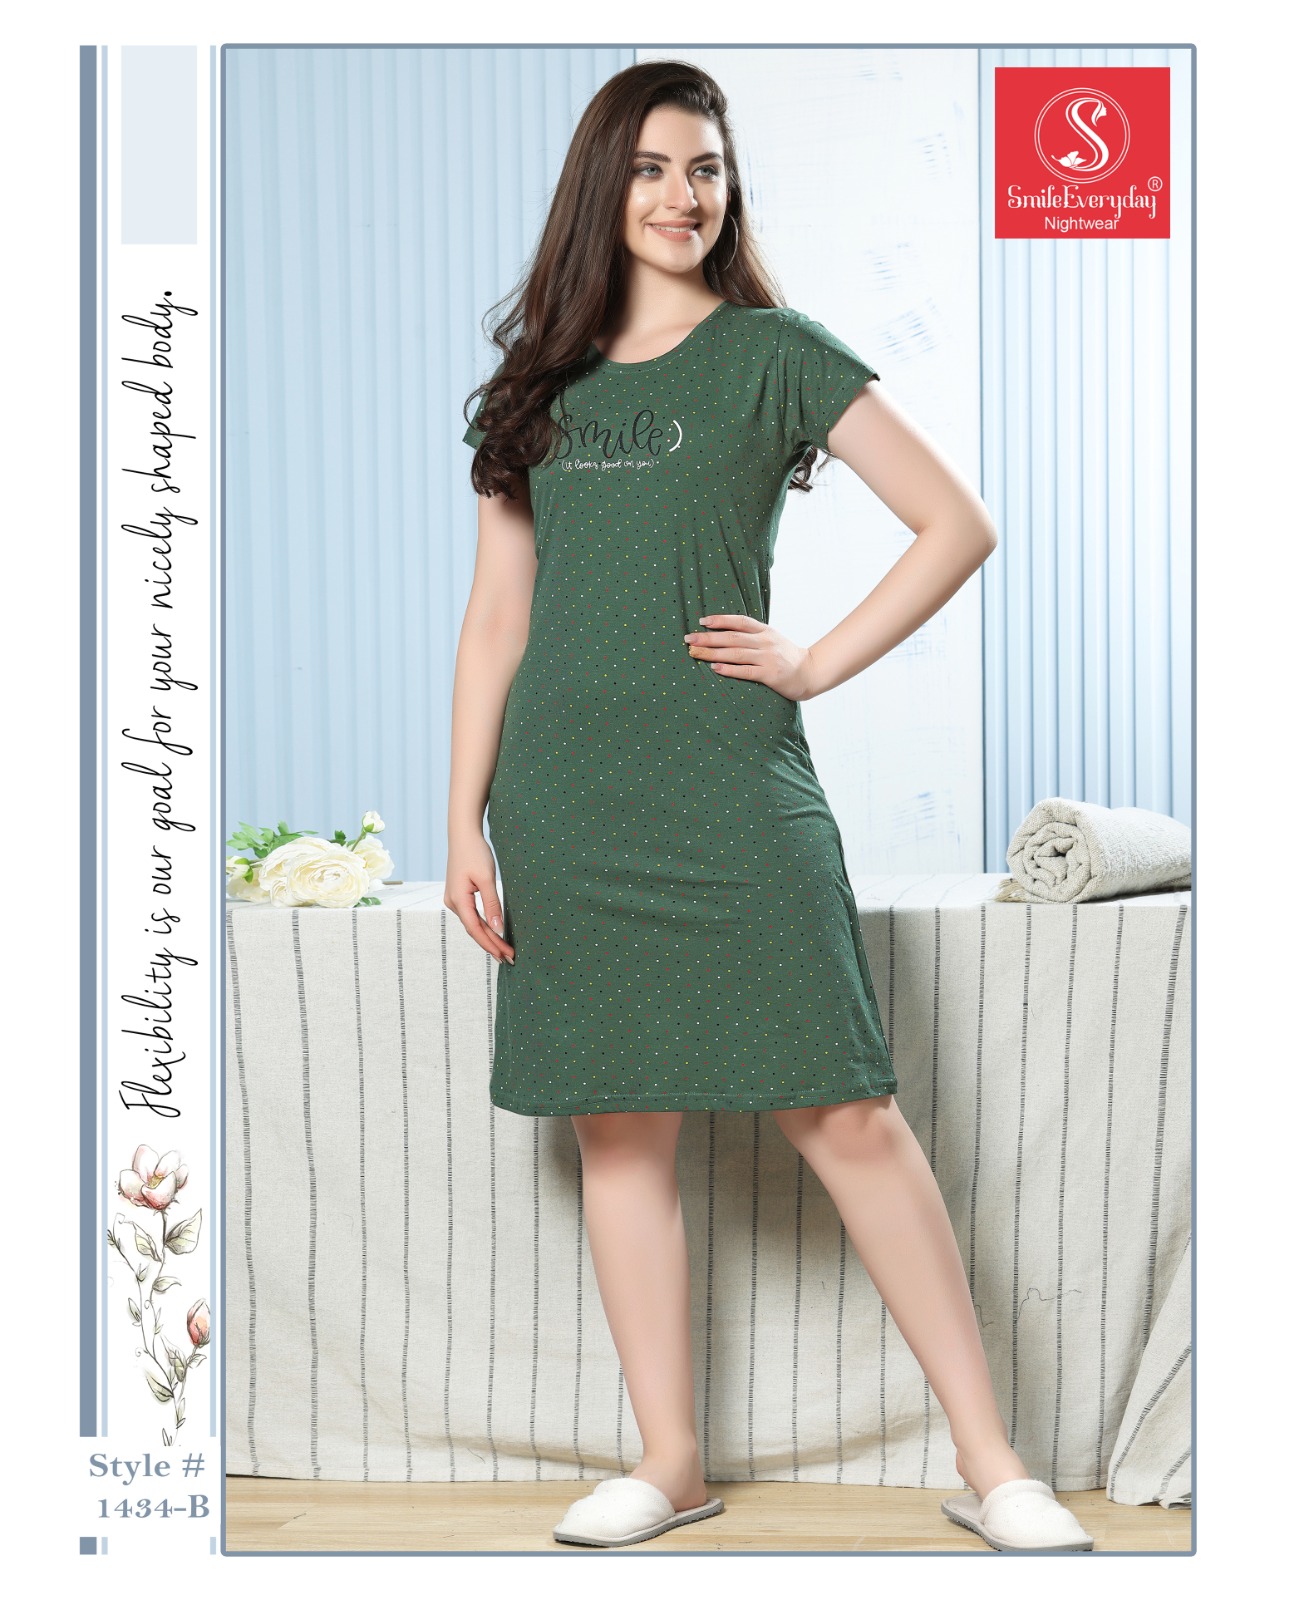 SmileEveryday®
Nightwear
Smile)
(it looks good on you)
Flexibility is our goal for your nicely shaped body.
Style #
1434-B